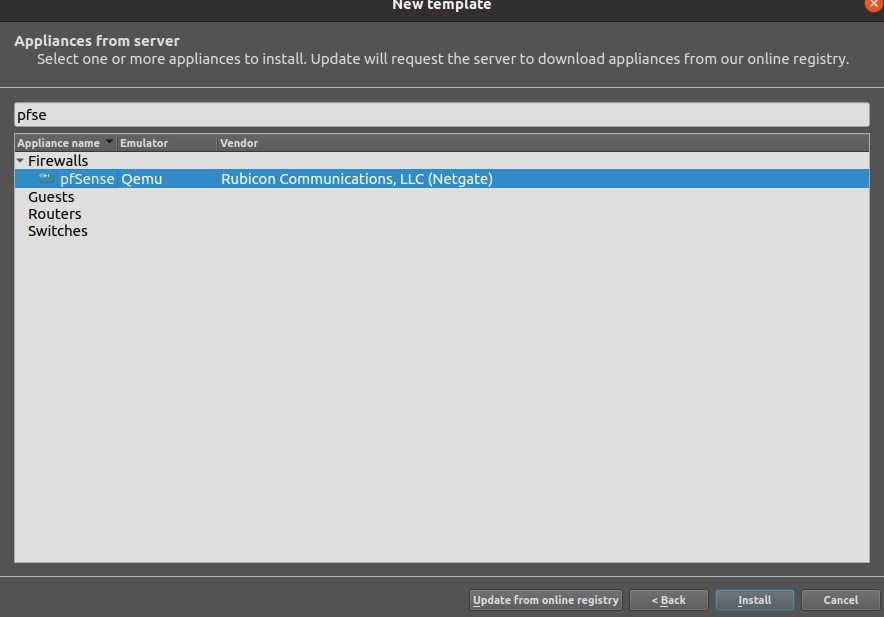 New template
Appliances from server
Select one or more appliances to install. Update will request the server to download appliances from our online registry.
pfse
Appliance name Emulator Vendor
Firewalls
pfSense Qemu Rubicon Communications, LLC (Netgate)
Guests
Routers
Switches
Update from online registry < Back Install Cancel